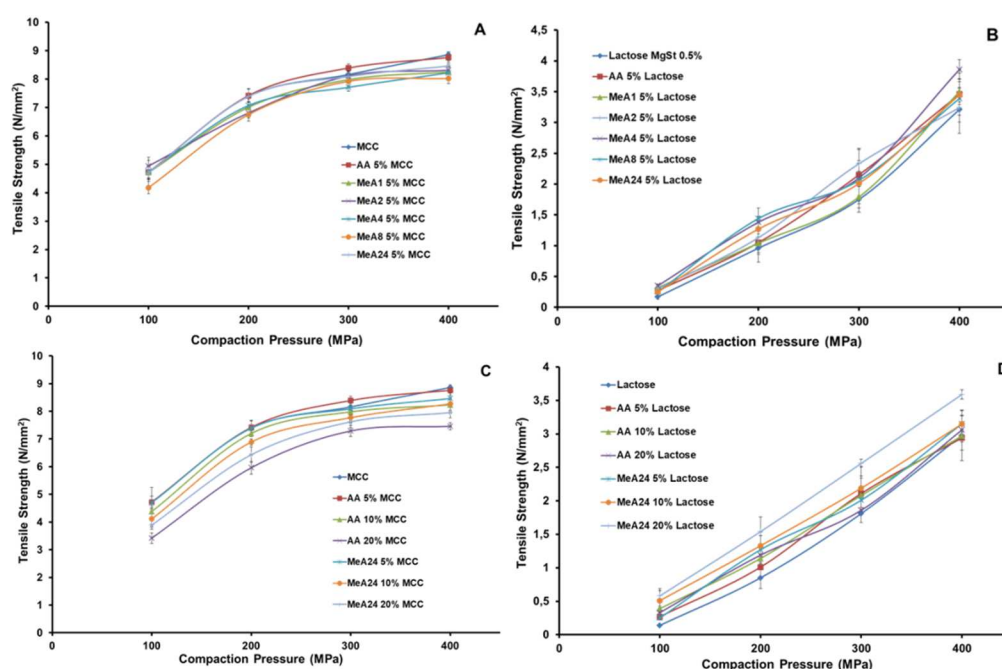 A
Tensile Strength (N/mm²)
10
9
8
7
6
5
4
3
2
1
0
MCC
AA 5% MCC
MeA1 5% MCC
MeA2 5% MCC
MeA4 5% MCC
MeA8 5% MCC
MeA24 5% MCC
0 100 200 300 400
Compaction Pressure (MPa)
B
Tensile Strength (N/mm²)
4,5
4
3,5
3
2,5
2
1,5
1
0,5
0
Lactose MgSt 0.5%
AA 5% Lactose
MeA1 5% Lactose
MeA2 5% Lactose
MeA4 5% Lactose
MeA8 5% Lactose
MeA24 5% Lactose
0 100 200 300 400
Compaction Pressure (MPa)
C
Tensile Strength (N/mm²)
10
9
8
7
6
5
4
3
2
1
0
MCC
AA 5% MCC
AA 10% MCC
AA 20% MCC
MeA24 5% MCC
MeA24 10% MCC
MeA24 20% MCC
0 100 200 300 400
Compaction Pressure (MPa)
D
Tensile Strength (N/mm²)
4
3,5
3
2,5
2
1,5
1
0,5
0
Lactose
AA 5% Lactose
AA 10% Lactose
AA 20% Lactose
MeA24 5% Lactose
MeA24 10% Lactose
MeA24 20% Lactose
0 100 200 300 400
Compaction Pressure (MPa)